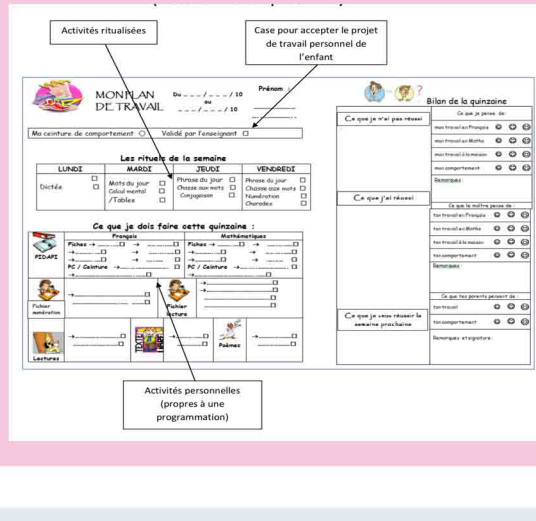 Activités ritualisées
Case pour accepter le projet
de travail personnel de
l'enfant
MON PLAN
DE TRAVAIL
Du _ _ _ / _ _ _ / 10
au
_ _ _ / _ _ _ / 10
Prénom :
Ma ceinture de comportement
Validé par l'enseignant
Les rituels de la semaine
LUNDI
MARDI
JEUDI
VENDREDI
Dictée
Mots du jour
Calcul mental
/Tables
Phrase du jour
Chasse aux mots
Conjugaison
Phrase du jour
Chasse aux mots
Numération
Charades
Ce que je dois faire cette quinzaine :
Français
Mathématiques
PIDAPI
Fiches →
PC / Ceinture →
Fiches →
PC / Ceinture →
Fichier
numération
Fichier
lecture
Lectures
Poèmes
Activités personnelles
(propres à une
programmation)
?
Bilan de la quinzaine
Ce que je n'ai pas réussi
Ce que j'ai réussi
Ce que je veux réussir la
semaine prochaine
Ce que je pense de:
mon travail en Français
mon travail en Maths
mon travail à la maison
mon comportement
Remarques :
Ce que le maître pense de :
ton travail en Français
ton travail en Maths
ton travail à la maison
ton comportement
Remarques :
Ce que tes parents pensent de :
ton travail
ton comportement
Remarques et signature :